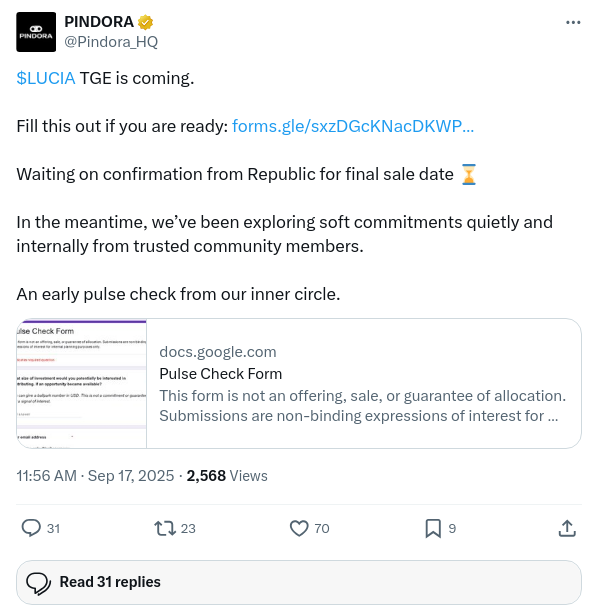 PINDORA
PINDORA
@Pindora_HQ
$LUCIA TGE is coming.
Fill this out if you are ready: forms.gle/sxzDGcKNacDKWP...
Waiting on confirmation from Republic for final sale date ⏳
In the meantime, we've been exploring soft commitments quietly and
internally from trusted community members.
An early pulse check from our inner circle.
ulse Check Form
docs.google.com
Pulse Check Form
This form is not an offering, sale, or guarantee of allocation.
Submissions are non-binding expressions of interest for ...
11:56 AM · Sep 17, 2025 · 2,568 Views
31
23
70
9
Read 31 replies